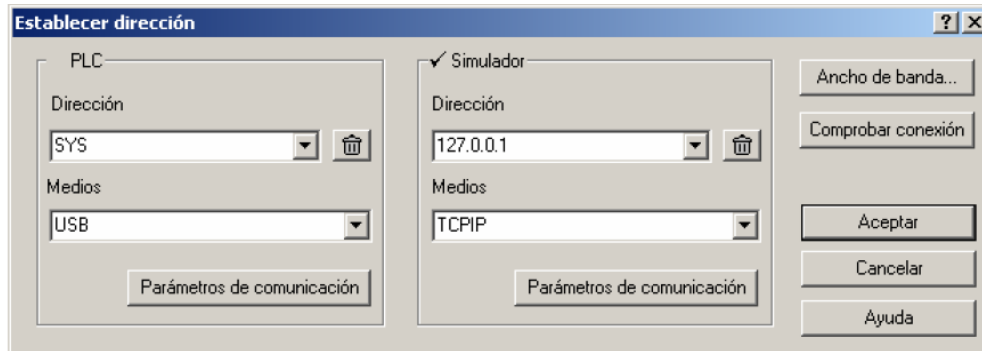 Establecer dirección
PLC
Dirección
SYS
Medios
USB
Parámetros de comunicación
✓ Simulador
Dirección
127.0.0.1
Medios
TCPIP
Parámetros de comunicación
Ancho de banda...
Comprobar conexión
Aceptar
Cancelar
Ayuda